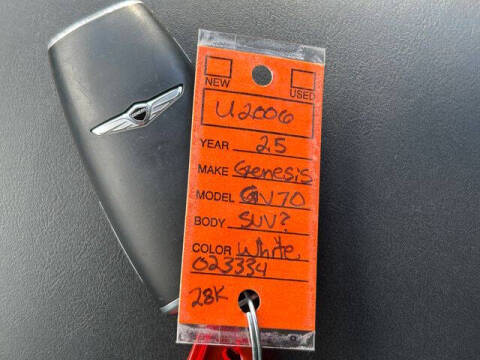 NEW USED
U2006
YEAR 25
MAKE Genesis
MODEL GV70
BODY SUV?
COLOR White
023334
28K